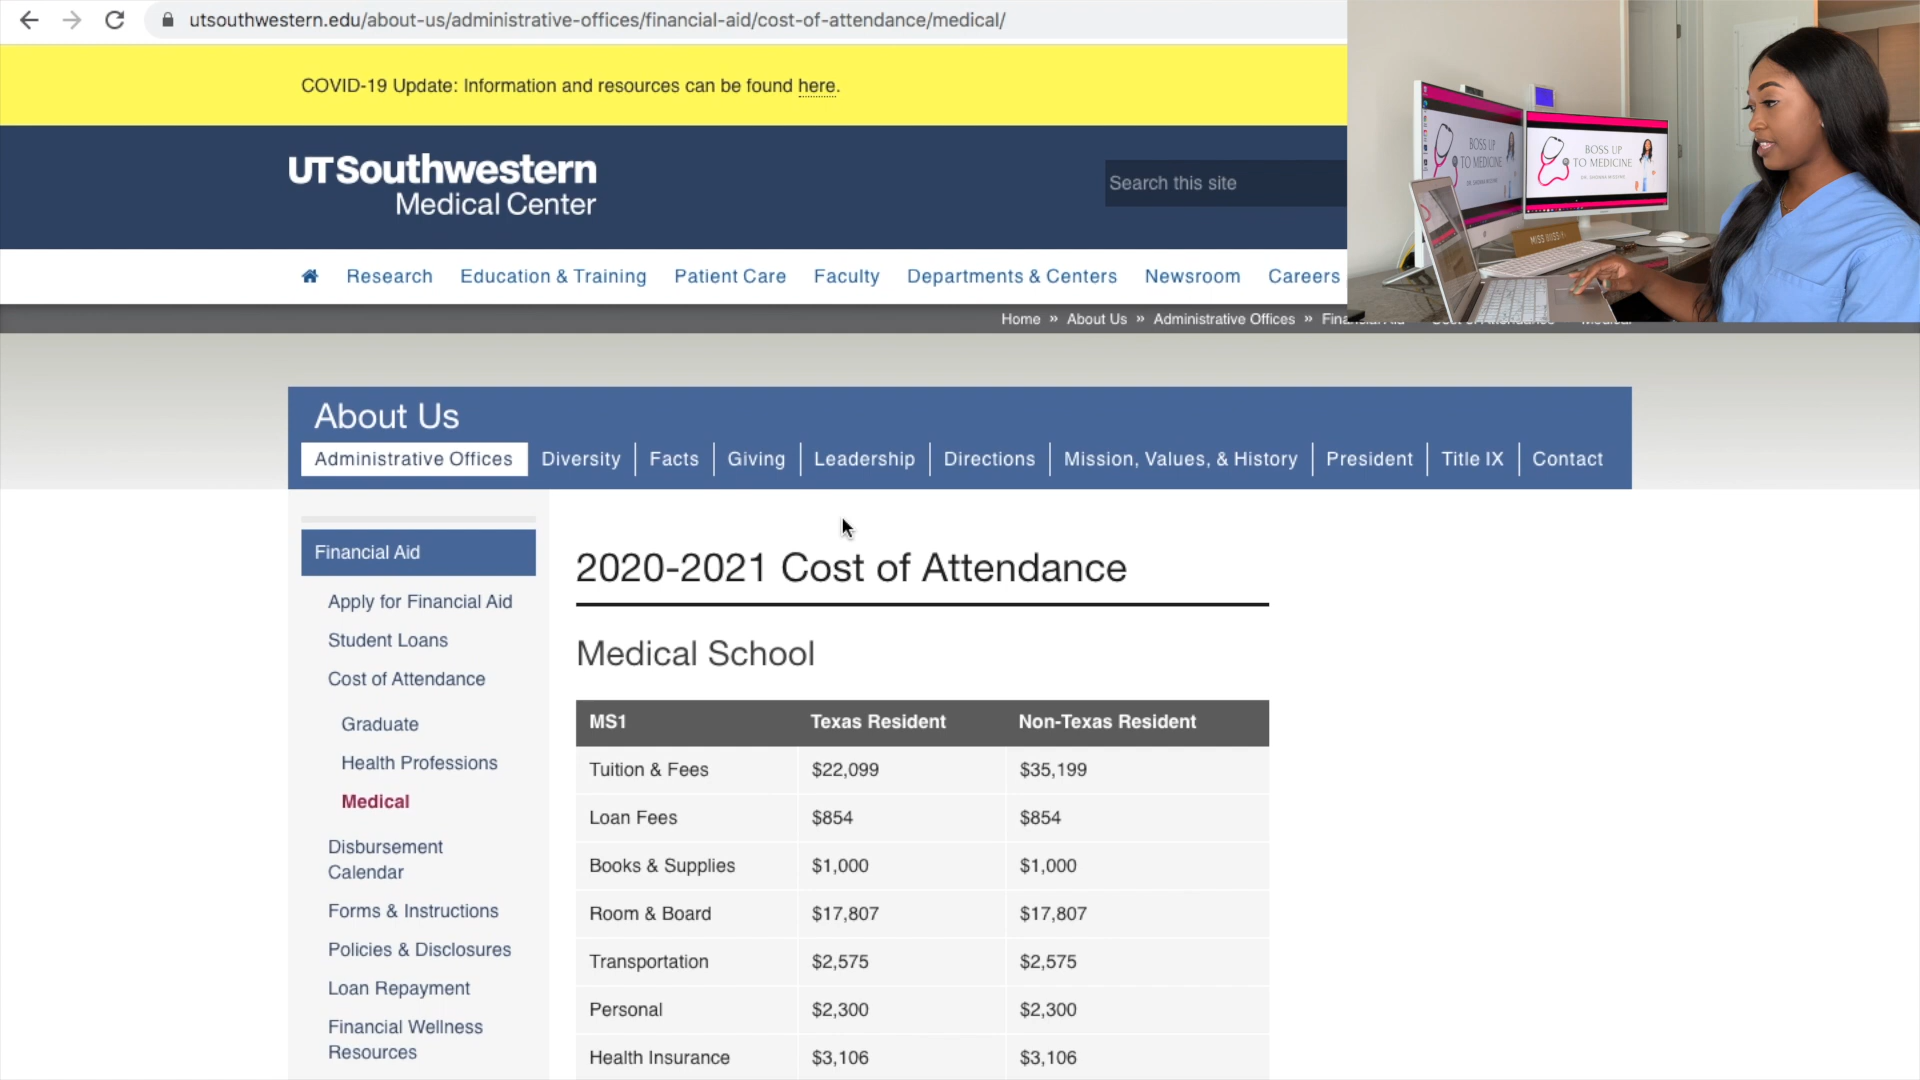 utsouthwestern.edu/about-us/administrative-offices/financial-aid/cost-of-attendance/medical/
COVID-19 Update: Information and resources can be found here.
UTSouthwestern
Medical Center
Search this site
Research Education & Training Patient Care Faculty Departments & Centers Newsroom Careers
Home » About Us » Administrative Offices »
About Us
Administrative Offices Diversity Facts Giving Leadership Directions Mission, Values, & History President Title IX Contact
Financial Aid
Apply for Financial Aid
Student Loans
Cost of Attendance
Graduate
Health Professions
Medical
Disbursement
Calendar
Forms & Instructions
Policies & Disclosures
Loan Repayment
Financial Wellness
Resources
2020-2021 Cost of Attendance
Medical School
MS1 Texas Resident Non-Texas Resident
Tuition & Fees $22,099 $35,199
Loan Fees $854 $854
Books & Supplies $1,000 $1,000
Room & Board $17,807 $17,807
Transportation $2,575 $2,575
Personal $2,300 $2,300
Health Insurance $3,106 $3,106
BOSS UP
TO MEDICINE
BOSS UP
TO MEDICINE